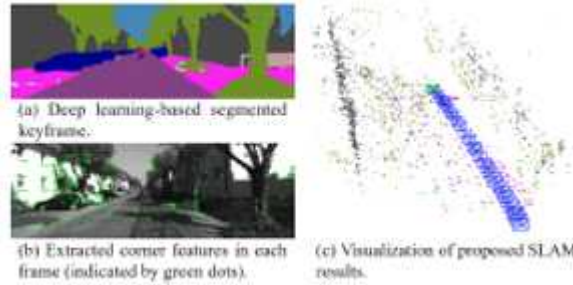 (a) Deep learning-based segmented
keyframe.
(b) Extracted corner features in each
frame (indicated by green dots).
(c) Visualization of proposed SLAM
results.